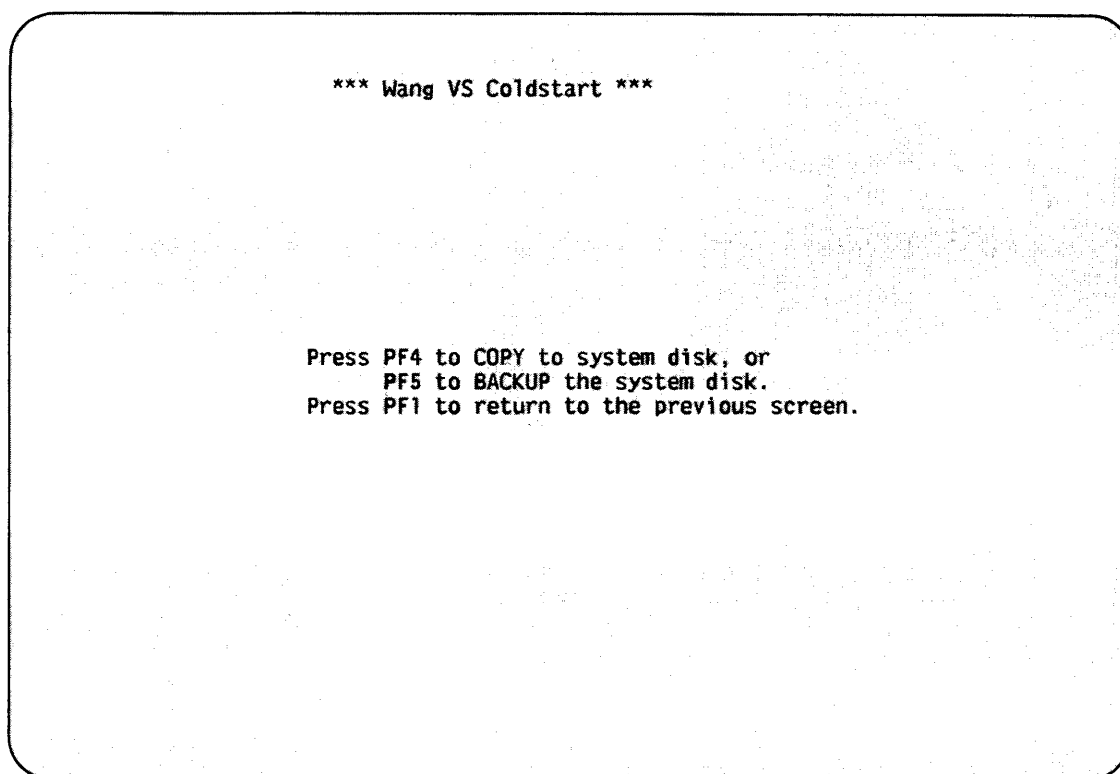 *** Wang VS Coldstart ***
Press PF4 to COPY to system disk, or
PF5 to BACKUP the system disk.
Press PF1 to return to the previous screen.